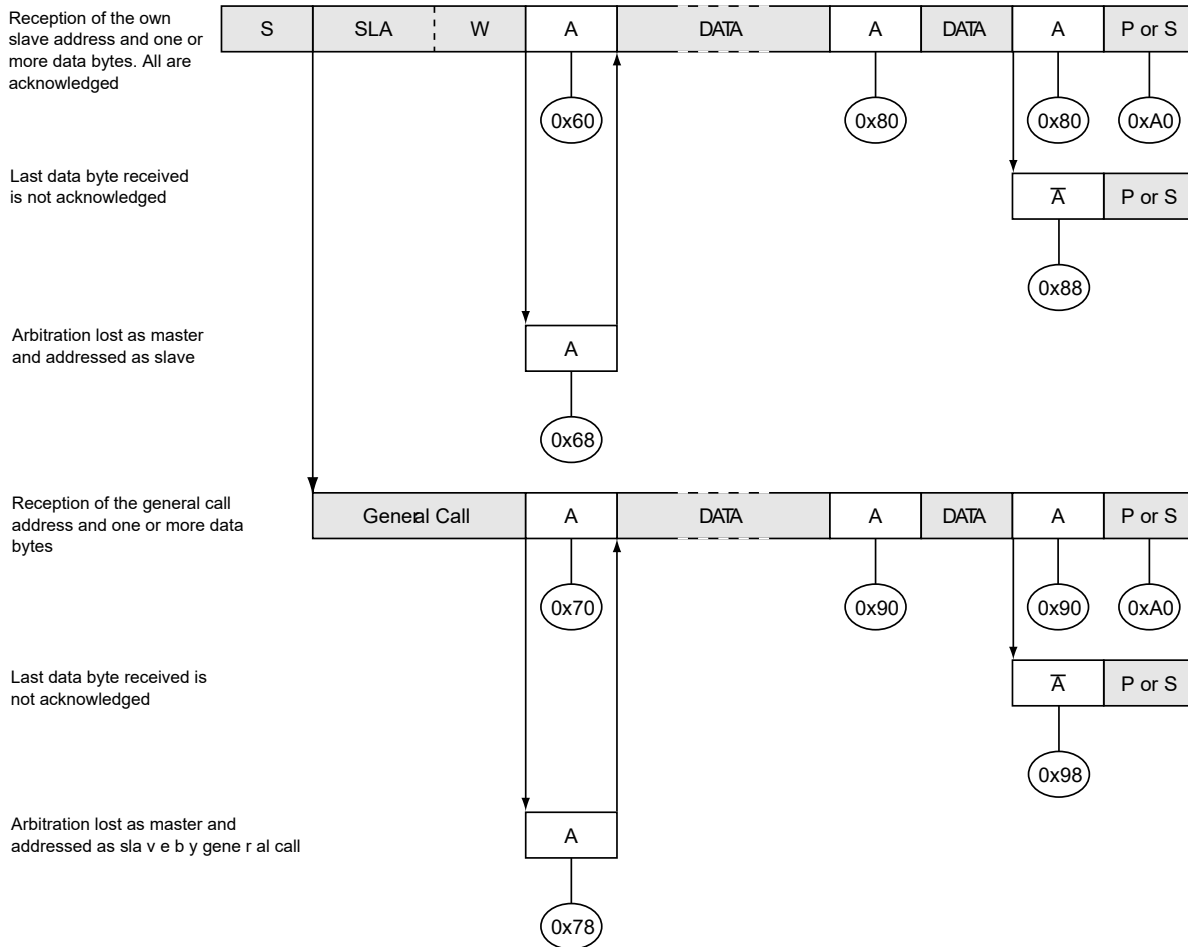 Reception of the own
slave address and one or
more data bytes. All are
acknowledged
S SLA W A DATA A DATA A P or S
0x60 0x80 0x80 0xA0
Last data byte received
is not acknowledged
A̅ P or S
0x88
Arbitration lost as master
and addressed as slave
A
0x68
Reception of the general call
address and one or more data
bytes
General Call A DATA A DATA A P or S
0x70 0x90 0x90 0xA0
Last data byte received is
not acknowledged
A̅ P or S
0x98
Arbitration lost as master and
addressed as sla v e b y gene r al call
A
0x78